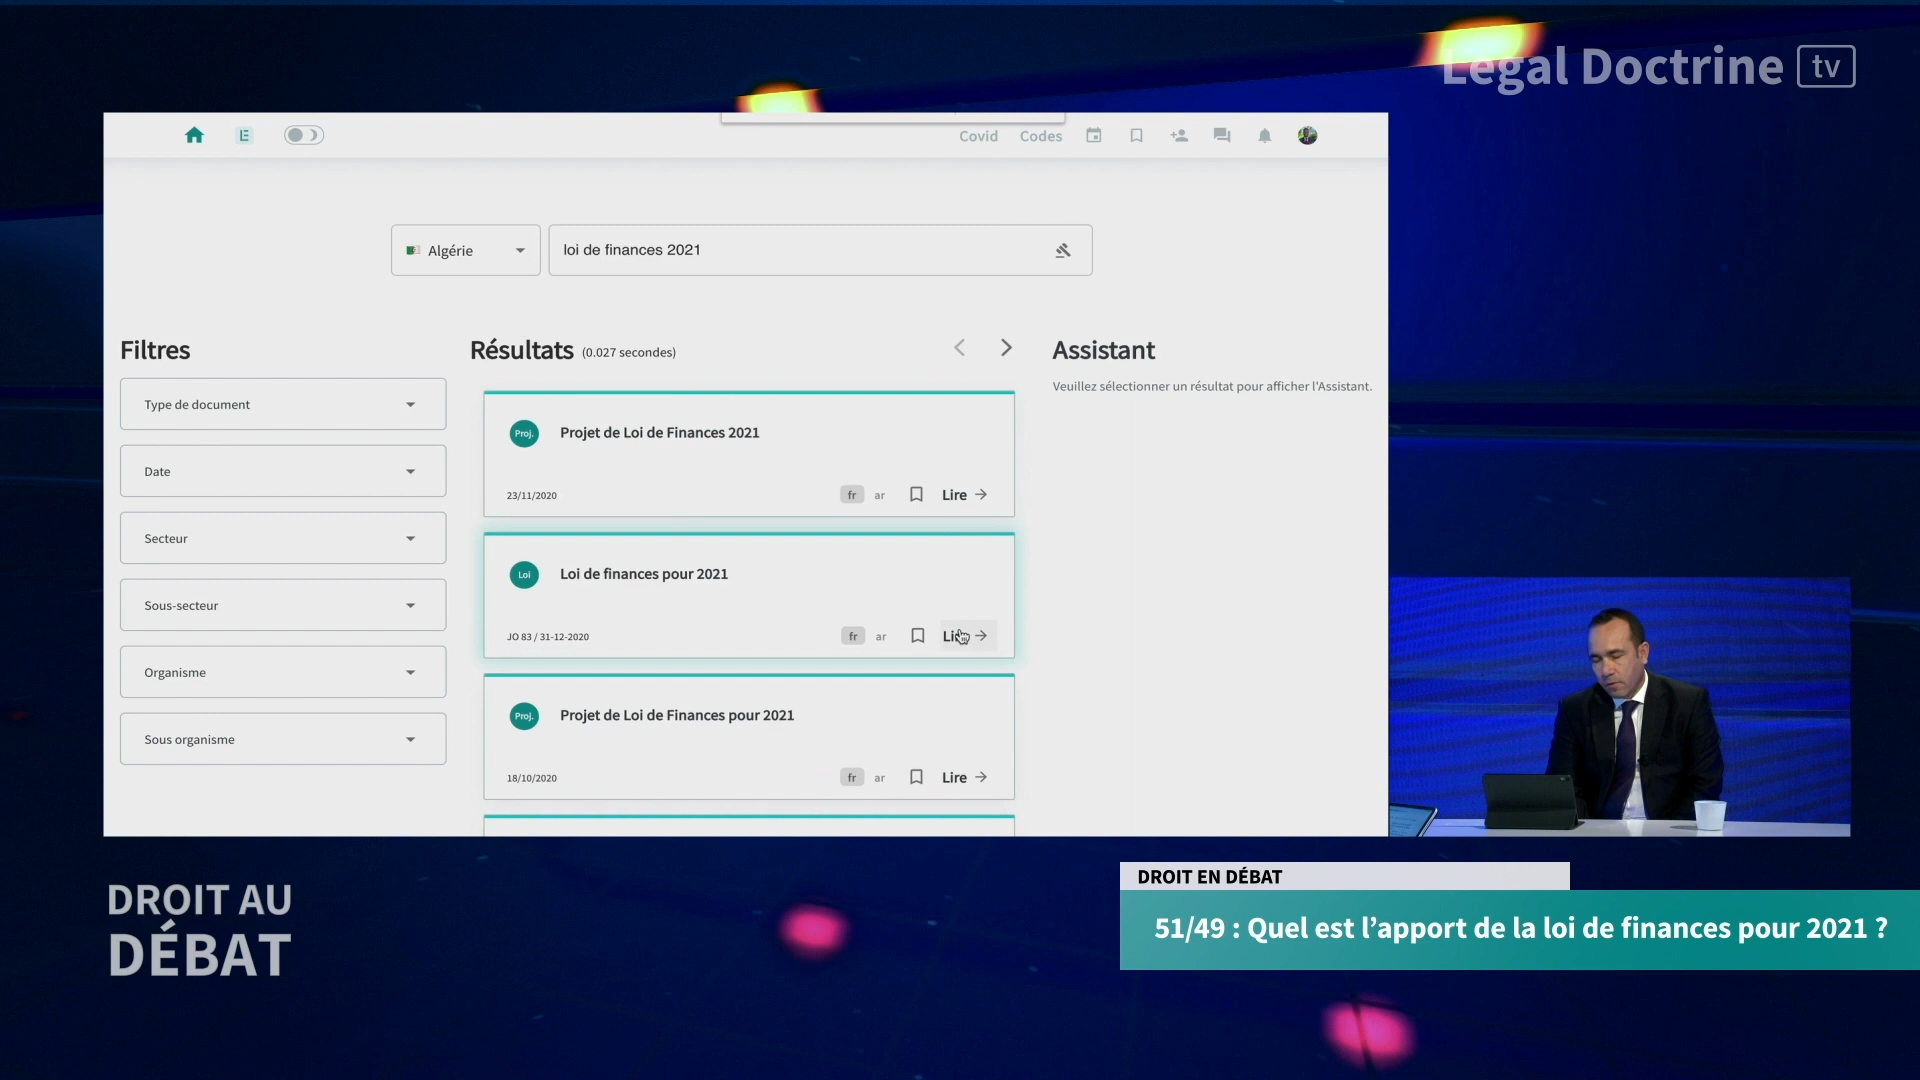 Legal Doctrine tv
Covid
Codes
Algérie
loi de finances 2021
Filtres
Type de document
Date
Secteur
Sous-secteur
Organisme
Sous organisme
Résultats (0.027 secondes)
Proj. Projet de Loi de Finances 2021
23/11/2020
fr ar Lire
Loi Loi de finances pour 2021
JO 83 / 31-12-2020
fr ar Lire
Proj. Projet de Loi de Finances pour 2021
18/10/2020
fr ar Lire
Assistant
Veuillez sélectionner un résultat pour afficher l'Assistant.
DROIT AU
DÉBAT
DROIT EN DÉBAT
51/49 : Quel est l’apport de la loi de finances pour 2021 ?